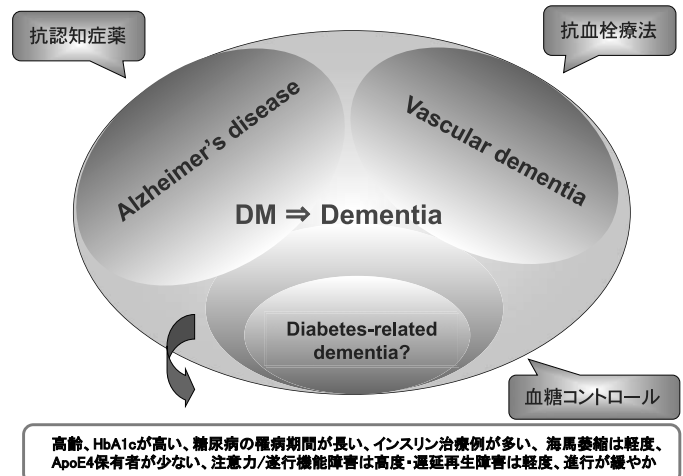 抗認知症薬
抗血栓療法
Alzheimer's disease
Vascular dementia
DM ⇒ Dementia
Diabetes-related
dementia?
血糖コントロール
高齢、HbA1cが高い、糖尿病の罹病期間が長い、インスリン治療例が多い、 海馬萎縮は軽度、
ApoE4保有者が少ない、注意力/遂行機能障害は高度・遅延再生障害は軽度、進行が緩やか